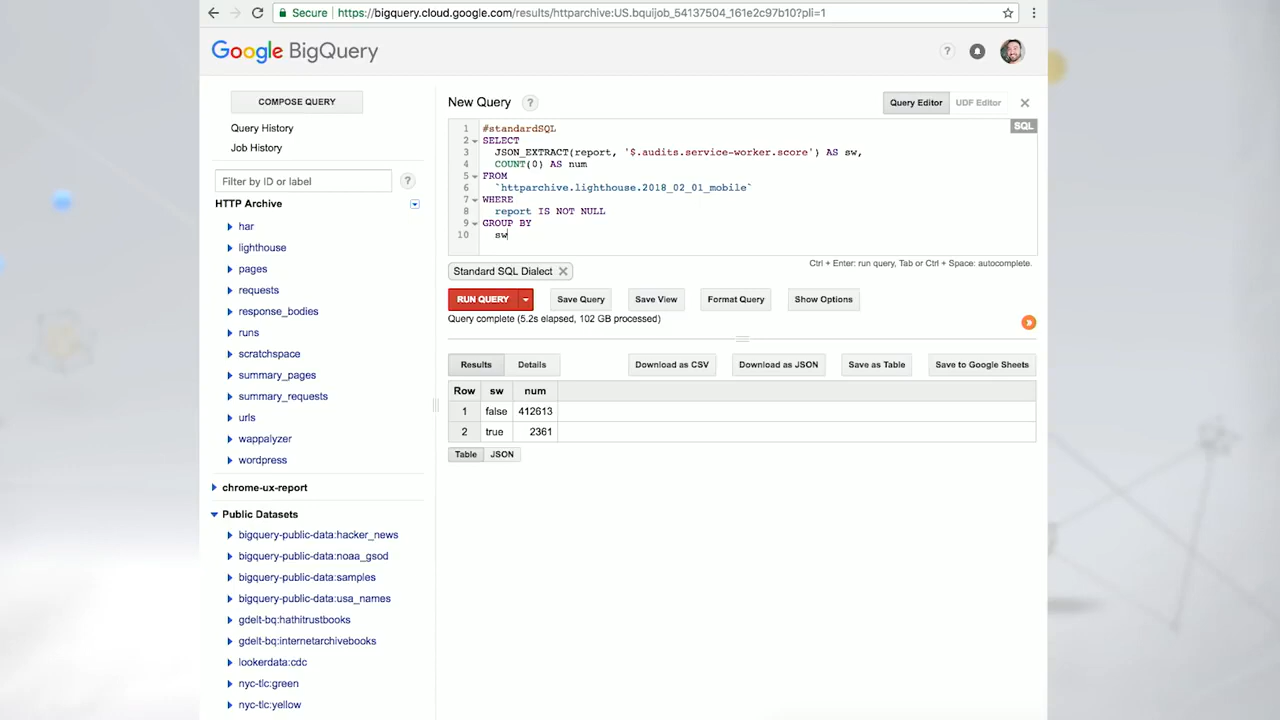 Secure | https://bigquery.cloud.google.com/results/httparchive:US.bquijob_54137504_161e2c97b10?pli=1
Google BigQuery
?
COMPOSE QUERY
Query History
Job History
Filter by ID or label
?
HTTP Archive
har
lighthouse
pages
requests
response_bodies
runs
scratchspace
summary_pages
summary_requests
urls
wappalyzer
wordpress
chrome-ux-report
Public Datasets
bigquery-public-data:hacker_news
bigquery-public-data:noaa_gsod
bigquery-public-data:samples
bigquery-public-data:usa_names
gdelt-bq:hathitrustbooks
gdelt-bq:internetarchivebooks
lookerdata:cdc
nyc-tlc:green
nyc-tlc:yellow
New Query ?
Query Editor UDF Editor
SQL
1 #standardSQL
2 SELECT
3 JSON_EXTRACT(report, '$.audits.service-worker.score') AS sw,
4 COUNT(0) AS num
5 FROM
6 `httparchive.lighthouse.2018_02_01_mobile`
7 WHERE
8 report IS NOT NULL
9 GROUP BY
10 sw
Ctrl + Enter: run query, Tab or Ctrl + Space: autocomplete.
Standard SQL Dialect
RUN QUERY Save Query Save View Format Query Show Options
Query complete (5.2s elapsed, 102 GB processed)
Results Details Download as CSV Download as JSON Save as Table Save to Google Sheets
Row sw num
1 false 412613
2 true 2361
Table JSON